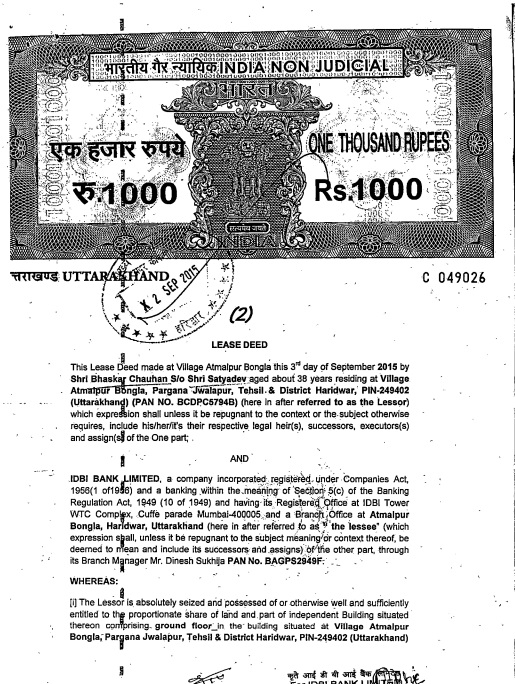 भारतीय गैर न्यायिक INDIA NON JUDICIAL
भारत
एक हजार रुपये
ONE THOUSAND RUPEES
रु.1000
Rs.1000
सत्यमेव जयते
INDIA
उत्तराखण्ड UTTARAKHAND
C 049026
2 SEP 2015
हरिद्वार
(2)
LEASE DEED
This Lease Deed made at Village Atmalpur Bongla this 3rd day of September 2015 by
Shri Bhaskar Chauhan S/o Shri Satyadev aged about 38 years residing at Village
Atmalpur Bongla, Pargana Jwalapur, Tehsil & District Haridwar, PIN-249402
(Uttarakhand) (PAN NO. BCDPC5794B) (here in after referred to as the Lessor)
which expression shall unless it be repugnant to the context or the subject otherwise
requires, include his/her/it's their respective legal heir(s), successors, executors(s)
and assign(s) of the One part;
AND
IDBI BANK LIMITED, a company incorporated registered under Companies Act,
1956(1 of1956) and a banking within the meaning of Section 5(c) of the Banking
Regulation Act, 1949 (10 of 1949) and having its Registered Office at IDBI Tower
WTC Complex, Cuffe parade Mumbai-400005 and a Branch Office at Atmalpur
Bongla, Haridwar, Uttarakhand (here in after referred to as " the lessee" (which
expression shall, unless it be repugnant to the subject meaning or context thereof, be
deemed to mean and include its successors and assigns) of the other part, through
its Branch Manager Mr. Dinesh Sukhija PAN No. BAGPS2949F.
WHEREAS:
[i] The Lessor is absolutely seized and possessed of or otherwise well and sufficiently
entitled to the proportionate share of land and part of independent Building situated
thereon comprising ground floor in the building situated at Village Atmalpur
Bongla, Pargana Jwalapur, Tehsil & District Haridwar, PIN-249402 (Uttarakhand)
कृते आई डी बी आई बैंक
For IDBI BANK